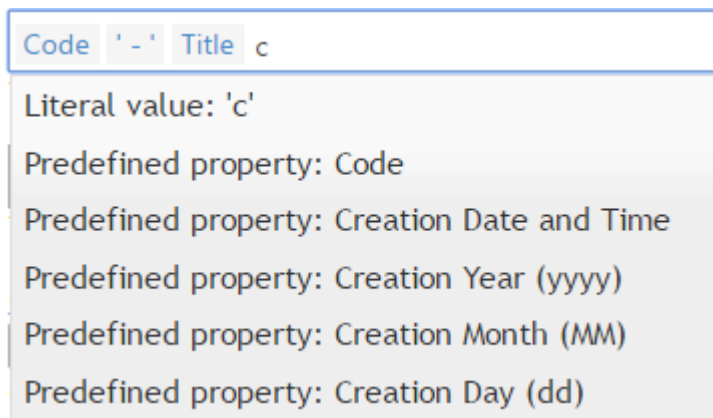 Code ' - ' Title c
Literal value: 'c'
Predefined property: Code
Predefined property: Creation Date and Time
Predefined property: Creation Year (yyyy)
Predefined property: Creation Month (MM)
Predefined property: Creation Day (dd)